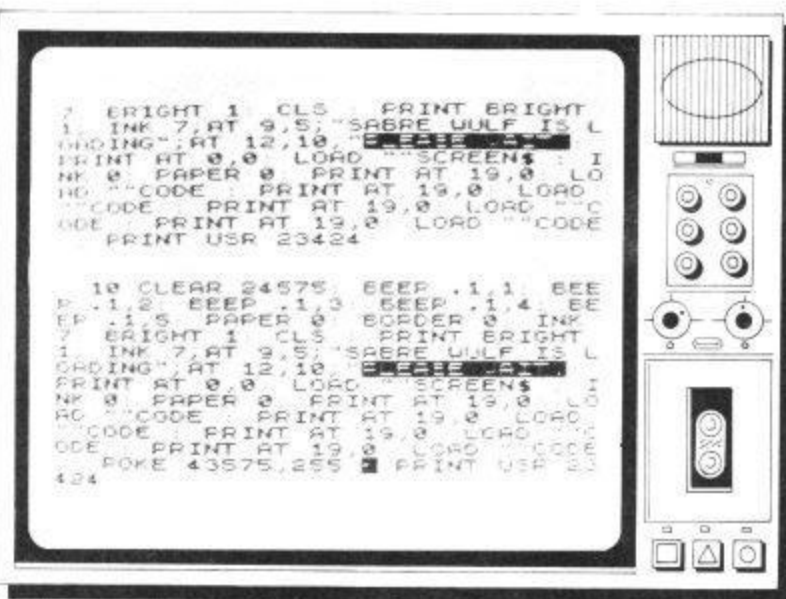 7 BRIGHT 1 CLS : PRINT BRIGHT
1. INK 7,AT 9,5;"SABRE WULF IS L
OADING";AT 12,10,"PLEASE WAIT
PRINT AT 0,0 LOAD ""SCREEN$ : I
NK 0 PAPER 0 PRINT AT 19,0 LO
AD ""CODE : PRINT AT 19,0 LOAD
""CODE PRINT AT 19,0 LOAD ""C
ODE : PRINT AT 19,0 LOAD ""CODE
PRINT USR 23424
10 CLEAR 24575 BEEP .1,1: BEE
P .1,2: BEEP .1,3 BEEP .1,4 BE
EP .1,5 PAPER 0 BORDER 0 INK
7 BRIGHT 1 CLS PRINT BRIGHT
1. INK 7,AT 9,5;"SABRE WULF IS L
OADING";AT 12,10,"PLEASE WAIT
PRINT AT 0,0 LOAD ""SCREEN$ I
NK 0 PAPER 0 PRINT AT 19,0 LO
AD ""CODE PRINT AT 19,0 LOAD
""CODE PRINT AT 19,0 LOAD ""C
ODE PRINT AT 19,0 LOAD ""CODE
POKE 43575,255 PRINT USR 23
424